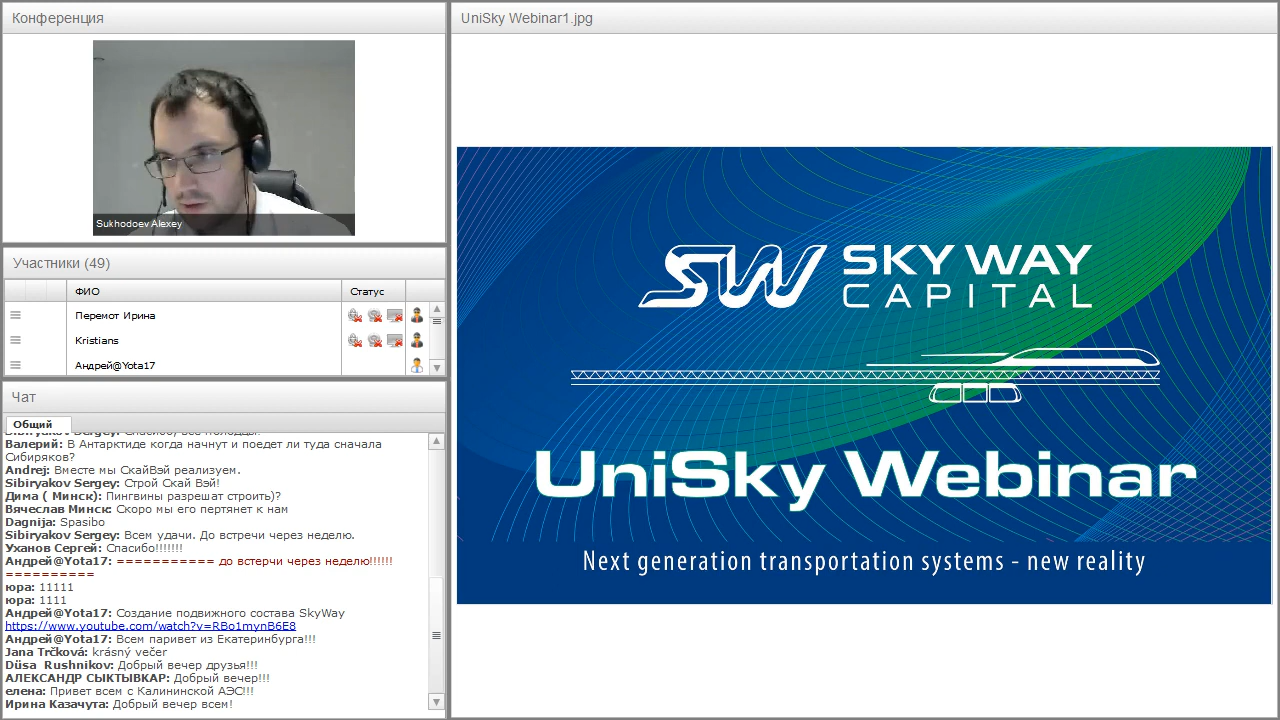 Конференция
Sukhodoev Alexey
Участники (49)
ФИО
Статус
Перемот Ирина
Kristians
Андрей@Yota17
Чат
Общий
Валерий: В Антарктиде когда начнут и поедет ли туда сначала
Сибиряков?
Andrej: Вместе мы СкайВэй реализуем.
Sibiryakov Sergey: Строй Скай Вэй!
Дима ( Минск): Пингвины разрешат строить)?
Вячеслав Минск: Скоро мы его пертянет к нам
Dagnija: Spasibo
Sibiryakov Sergey: Всем удачи. До встречи через неделю.
Уханов Сергей: Спасибо!!!!!!!
Андрей@Yota17: =========== до встерчи через неделю!!!!!!
==========
юра: 11111
юра: 1111
Андрей@Yota17: Создание подвижного состава SkyWay
https://www.youtube.com/watch?v=RBo1mynB6E8
Андрей@Yota17: Всем паривет из Екатеринбурга!!!
Jana Trčková: krásný večer
Düsa Rushnikov: Добрый вечер друзья!!!
АЛЕКСАНДР СЫКТЫВКАР: Добрый вечер!!!
елена: Привет всем с Калининской АЭС!!!
Ирина Казачута: Добрый вечер всем!
UniSky Webinar1.jpg
SW SKY WAY
CAPITAL
UniSky Webinar
Next generation transportation systems - new reality